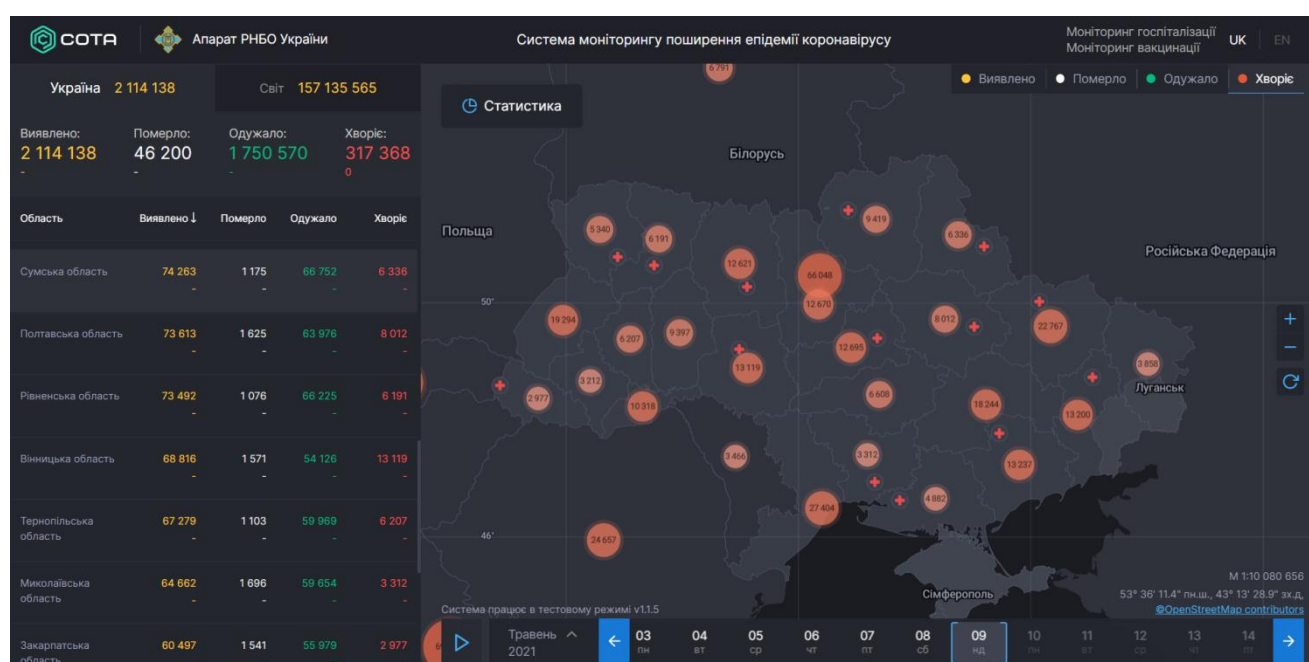 СОТА
Апарат РНБО України
Система моніторингу поширення епідемії коронавірусу
Моніторинг госпіталізації
Моніторинг вакцинації
UK
EN
Україна 2 114 138
Світ 157 135 565
Виявлено: Померло: Одужало: Хворіє:
2 114 138 46 200 1 750 570 317 368
- - - 0
Область Виявлено↓ Померло Одужало Хворіє
Сумська область 74 263 1 175 66 752 6 336
- - - -
Полтавська область 73 613 1 625 63 976 8 012
- - - -
Рівненська область 73 492 1 076 66 225 6 191
- - - -
Вінницька область 68 816 1 571 54 126 13 119
- - - -
Тернопільська область 67 279 1 103 59 969 6 207
- - - -
Миколаївська область 64 662 1 696 59 654 3 312
- - - -
Закарпатська область 60 497 1 541 55 979 2 977
Статистика
Виявлено Померло Одужало Хворіє
6 791
Білорусь
Польща
Російська Федерація
5 340
6 191
9 419
6 336
12 621
66 048
50°
12 670
19 294
6 207
9 397
12 695
8 012
22 767
13 119
3 858
Луганськ
3 212
2 977
10 318
6 608
18 244
13 200
3 466
3 312
13 237
4 882
27 404
46°
24 657
Сімферополь
М 1:10 080 656
53° 36' 11.4" пн.ш., 43° 13' 28.9" зх.д.
©OpenStreetMap contributors
Система працює в тестовому режимі v1.1.5
Травень
2021
03 04 05 06 07 08 09 10 11 12 13 14
пн вт ср чт пт сб нд пн вт ср чт пт